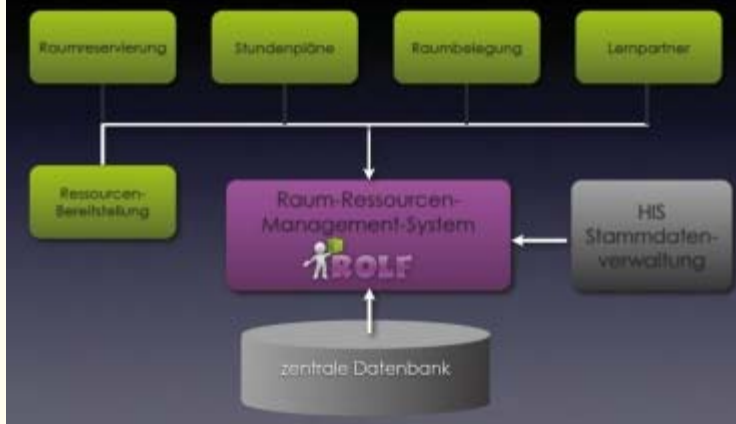 Raumreservierung
Stundenpläne
Raumbelegung
Lernpartner
Ressourcen-
Bereitstellung
Raum-Ressourcen-
Management-System
ROLF
HIS
Stammdaten-
verwaltung
zentrale Datenbank